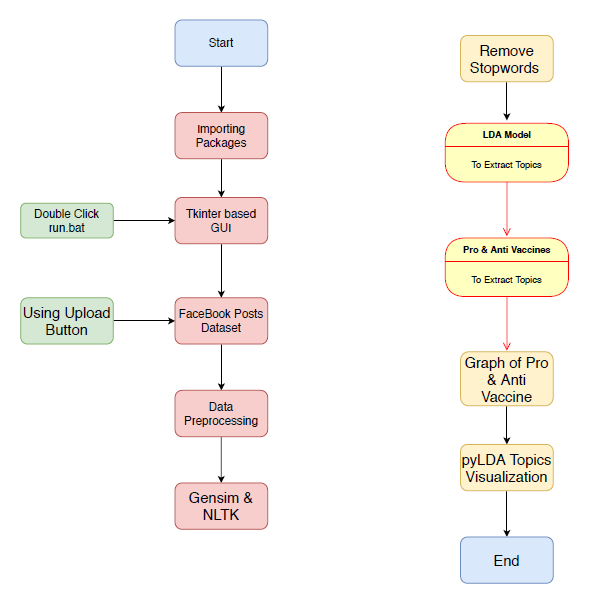 Start
Importing
Packages
Double Click
run.bat
Tkinter based
GUI
Using Upload
Button
FaceBook Posts
Dataset
Data
Preprocessing
Gensim &
NLTK
Remove
Stopwords
LDA Model
To Extract Topics
Pro & Anti Vaccines
To Extract Topics
Graph of Pro
& Anti
Vaccine
pyLDA Topics
Visualization
End